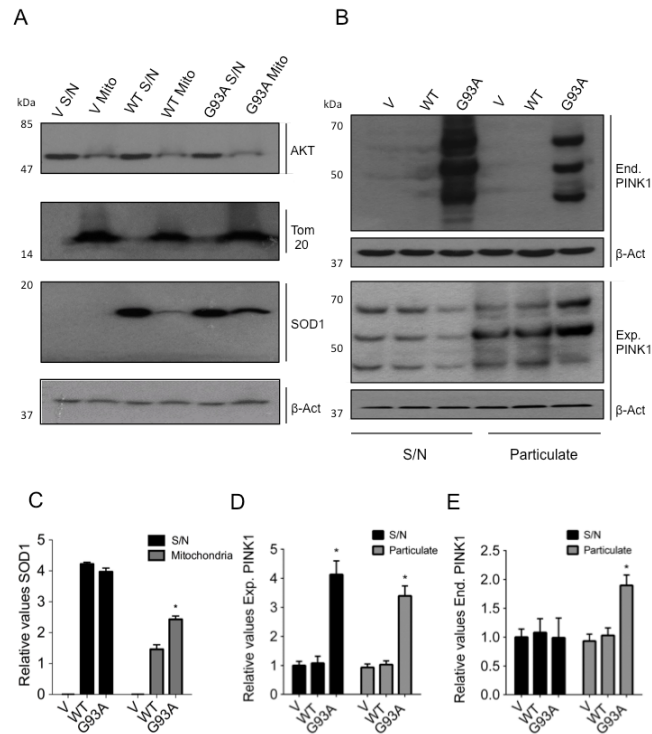 A
kDa
V S/N
V Mito
WT S/N
WT Mito
G93A S/N
G93A Mito
85
47
AKT
14
Tom
20
20
SOD1
37
β-Act
B
kDa
V
WT
G93A
V
WT
G93A
70
50
End.
PINK1
37
β-Act
70
50
Exp.
PINK1
37
β-Act
S/N
Particulate
C
S/N
Mitochondria
Relative values SOD1
5
4
3
2
1
0
*
V
WT
G93A
V
WT
G93A
D
S/N
Particulate
Relative values Exp. PINK1
5
4
3
2
1
0
*
*
V
WT
G93A
V
WT
G93A
E
S/N
Particulate
Relative values End. PINK1
2.5
2.0
1.5
1.0
0.5
0.0
*
V
WT
G93A
V
WT
G93A